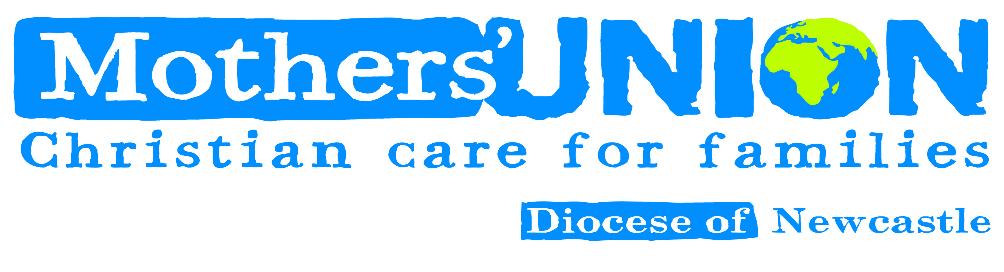 Mothers' UNION
Christian care for families
Diocese of Newcastle